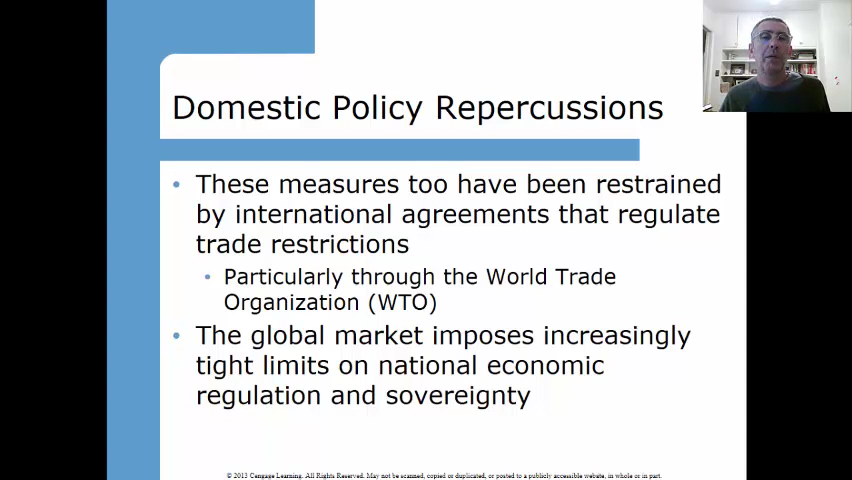 Domestic Policy Repercussions
• These measures too have been restrained
by international agreements that regulate
trade restrictions
• Particularly through the World Trade
Organization (WTO)
• The global market imposes increasingly
tight limits on national economic
regulation and sovereignty
© 2013 Cengage Learning. All Rights Reserved. May not be scanned, copied or duplicated, or posted to a publicly accessible website, in whole or in part.